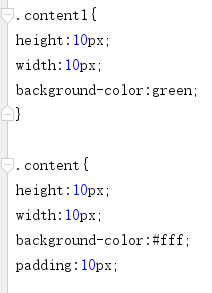 .content1{
height:10px;
width:10px;
background-color:green;
}

.content{
height:10px;
width:10px;
background-color:#fff;
padding:10px;